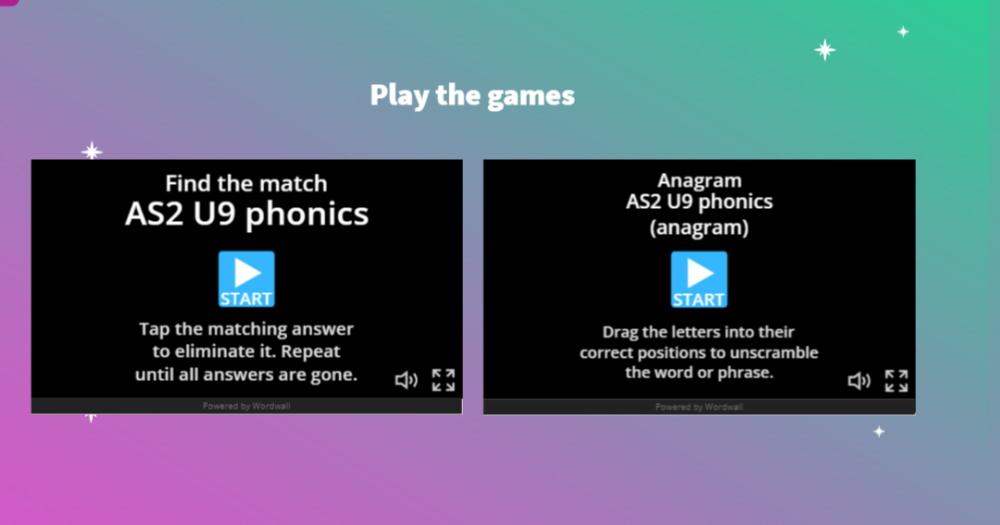 Play the games
Find the match
AS2 U9 phonics
START
Tap the matching answer
to eliminate it. Repeat
until all answers are gone.
Powered by Wordwall
Anagram
AS2 U9 phonics
(anagram)
START
Drag the letters into their
correct positions to unscramble
the word or phrase.
Powered by Wordwall